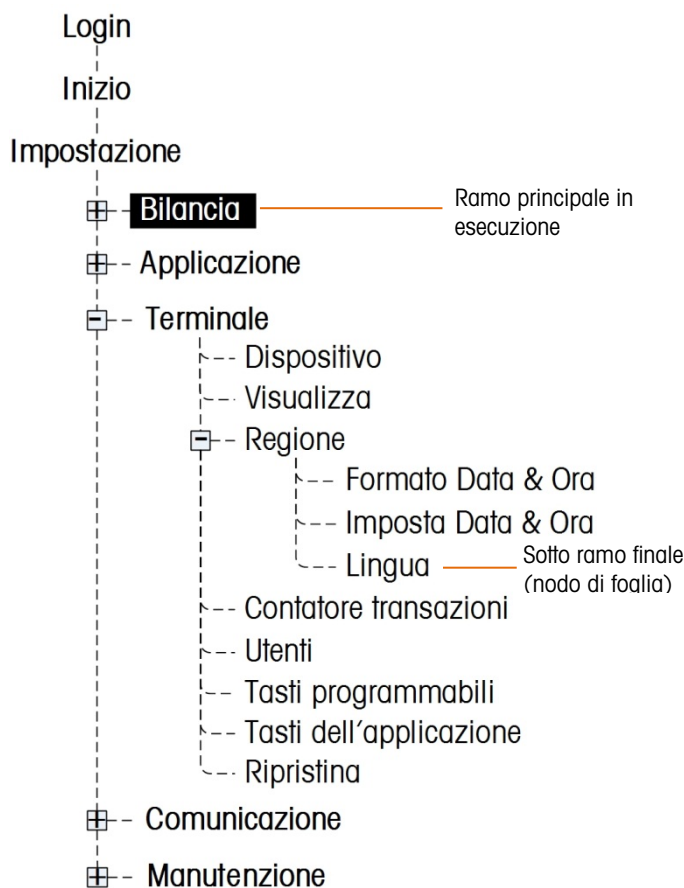 Login
Inizio
Impostazione
Bilancia
Ramo principale in
esecuzione
Applicazione
Terminale
Dispositivo
Visualizza
Regione
Formato Data & Ora
Imposta Data & Ora
Lingua
Sotto ramo finale
(nodo di foglia)
Contatore transazioni
Utenti
Tasti programmabili
Tasti dell'applicazione
Ripristina
Comunicazione
Manutenzione